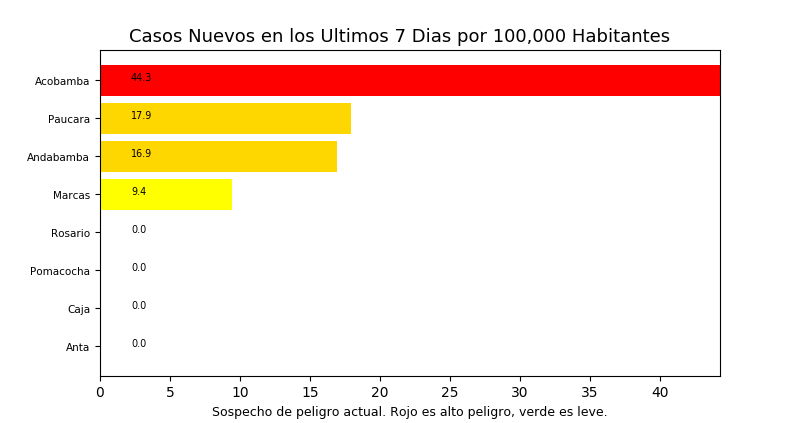 Casos Nuevos en los Ultimos 7 Dias por 100,000 Habitantes
Acobamba 44.3
Paucara 17.9
Andabamba 16.9
Marcas 9.4
Rosario 0.0
Pomacocha 0.0
Caja 0.0
Anta 0.0
0 5 10 15 20 25 30 35 40
Sospecho de peligro actual. Rojo es alto peligro, verde es leve.